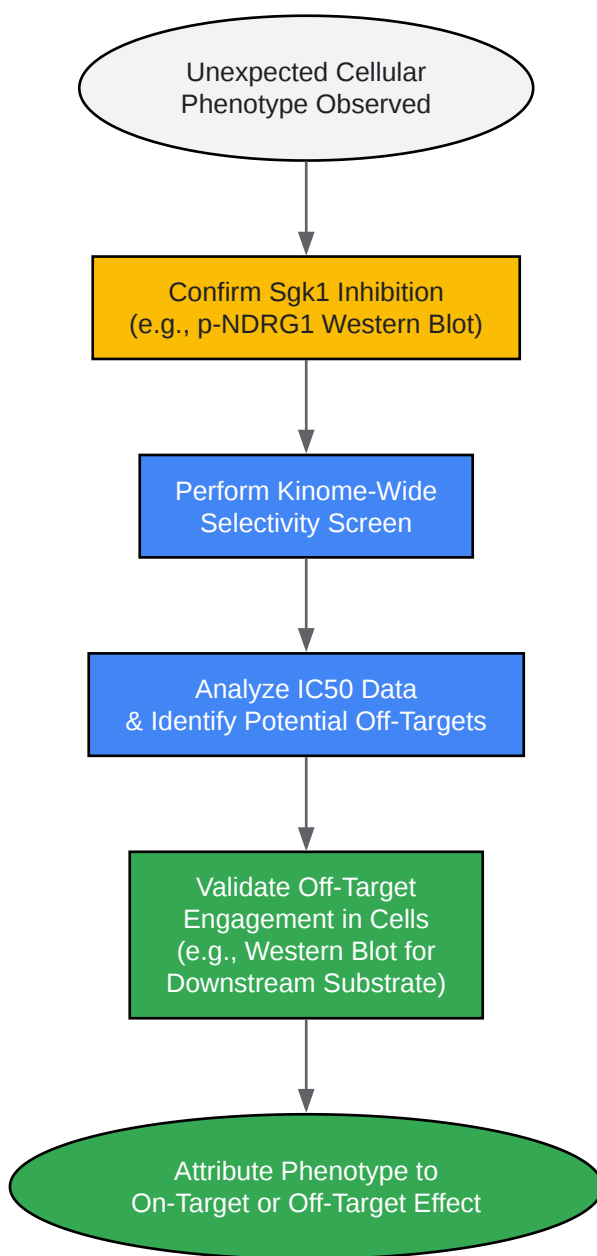 Unexpected Cellular
Phenotype Observed
Confirm Sgk1 Inhibition
(e.g., p-NDRG1 Western Blot)
Perform Kinome-Wide
Selectivity Screen
Analyze IC50 Data
& Identify Potential Off-Targets
Validate Off-Target
Engagement in Cells
(e.g., Western Blot for
Downstream Substrate)
Attribute Phenotype to
On-Target or Off-Target Effect